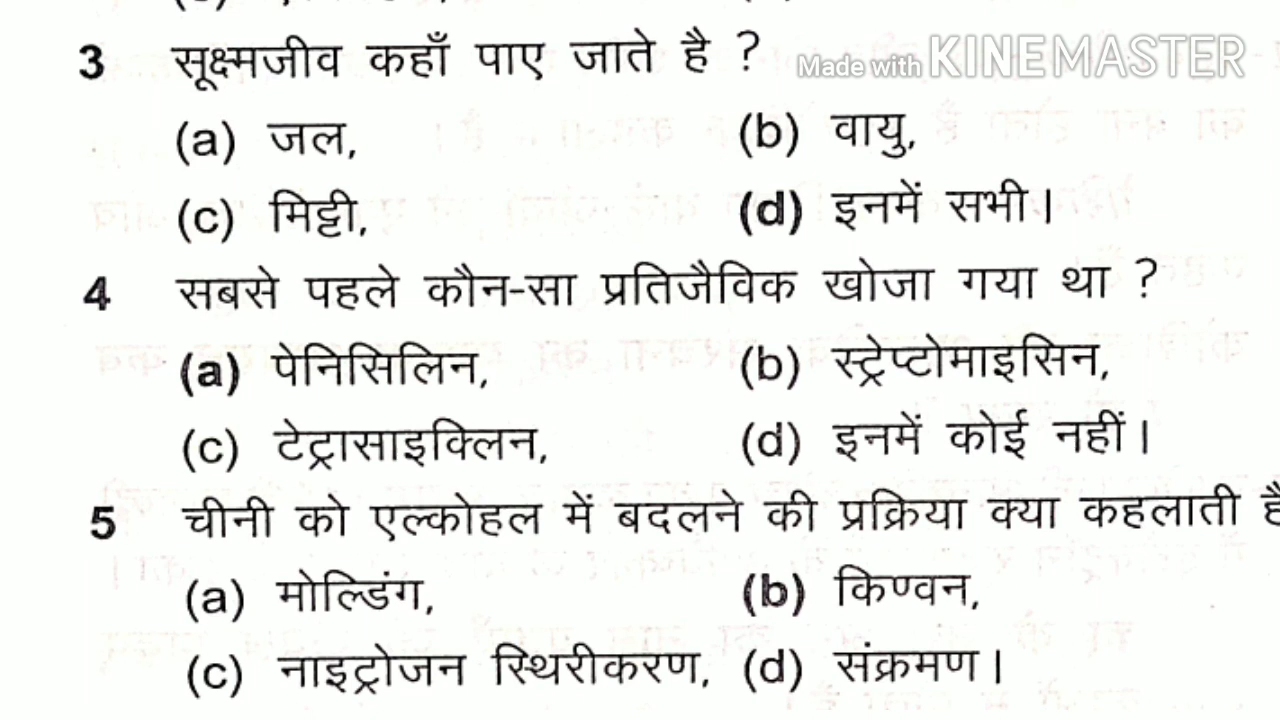 3 सूक्ष्मजीव कहाँ पाए जाते है ? Made with KINEMASTER
(a) जल, (b) वायु,
(c) मिट्टी, (d) इनमें सभी।
4 सबसे पहले कौन-सा प्रतिजैविक खोजा गया था ?
(a) पेनिसिलिन, (b) स्ट्रेप्टोमाइसिन,
(c) टेट्रासाइक्लिन, (d) इनमें कोई नहीं।
5 चीनी को एल्कोहल में बदलने की प्रक्रिया क्या कहलाती है
(a) मोल्डिंग, (b) किण्वन,
(c) नाइट्रोजन स्थिरीकरण, (d) संक्रमण।